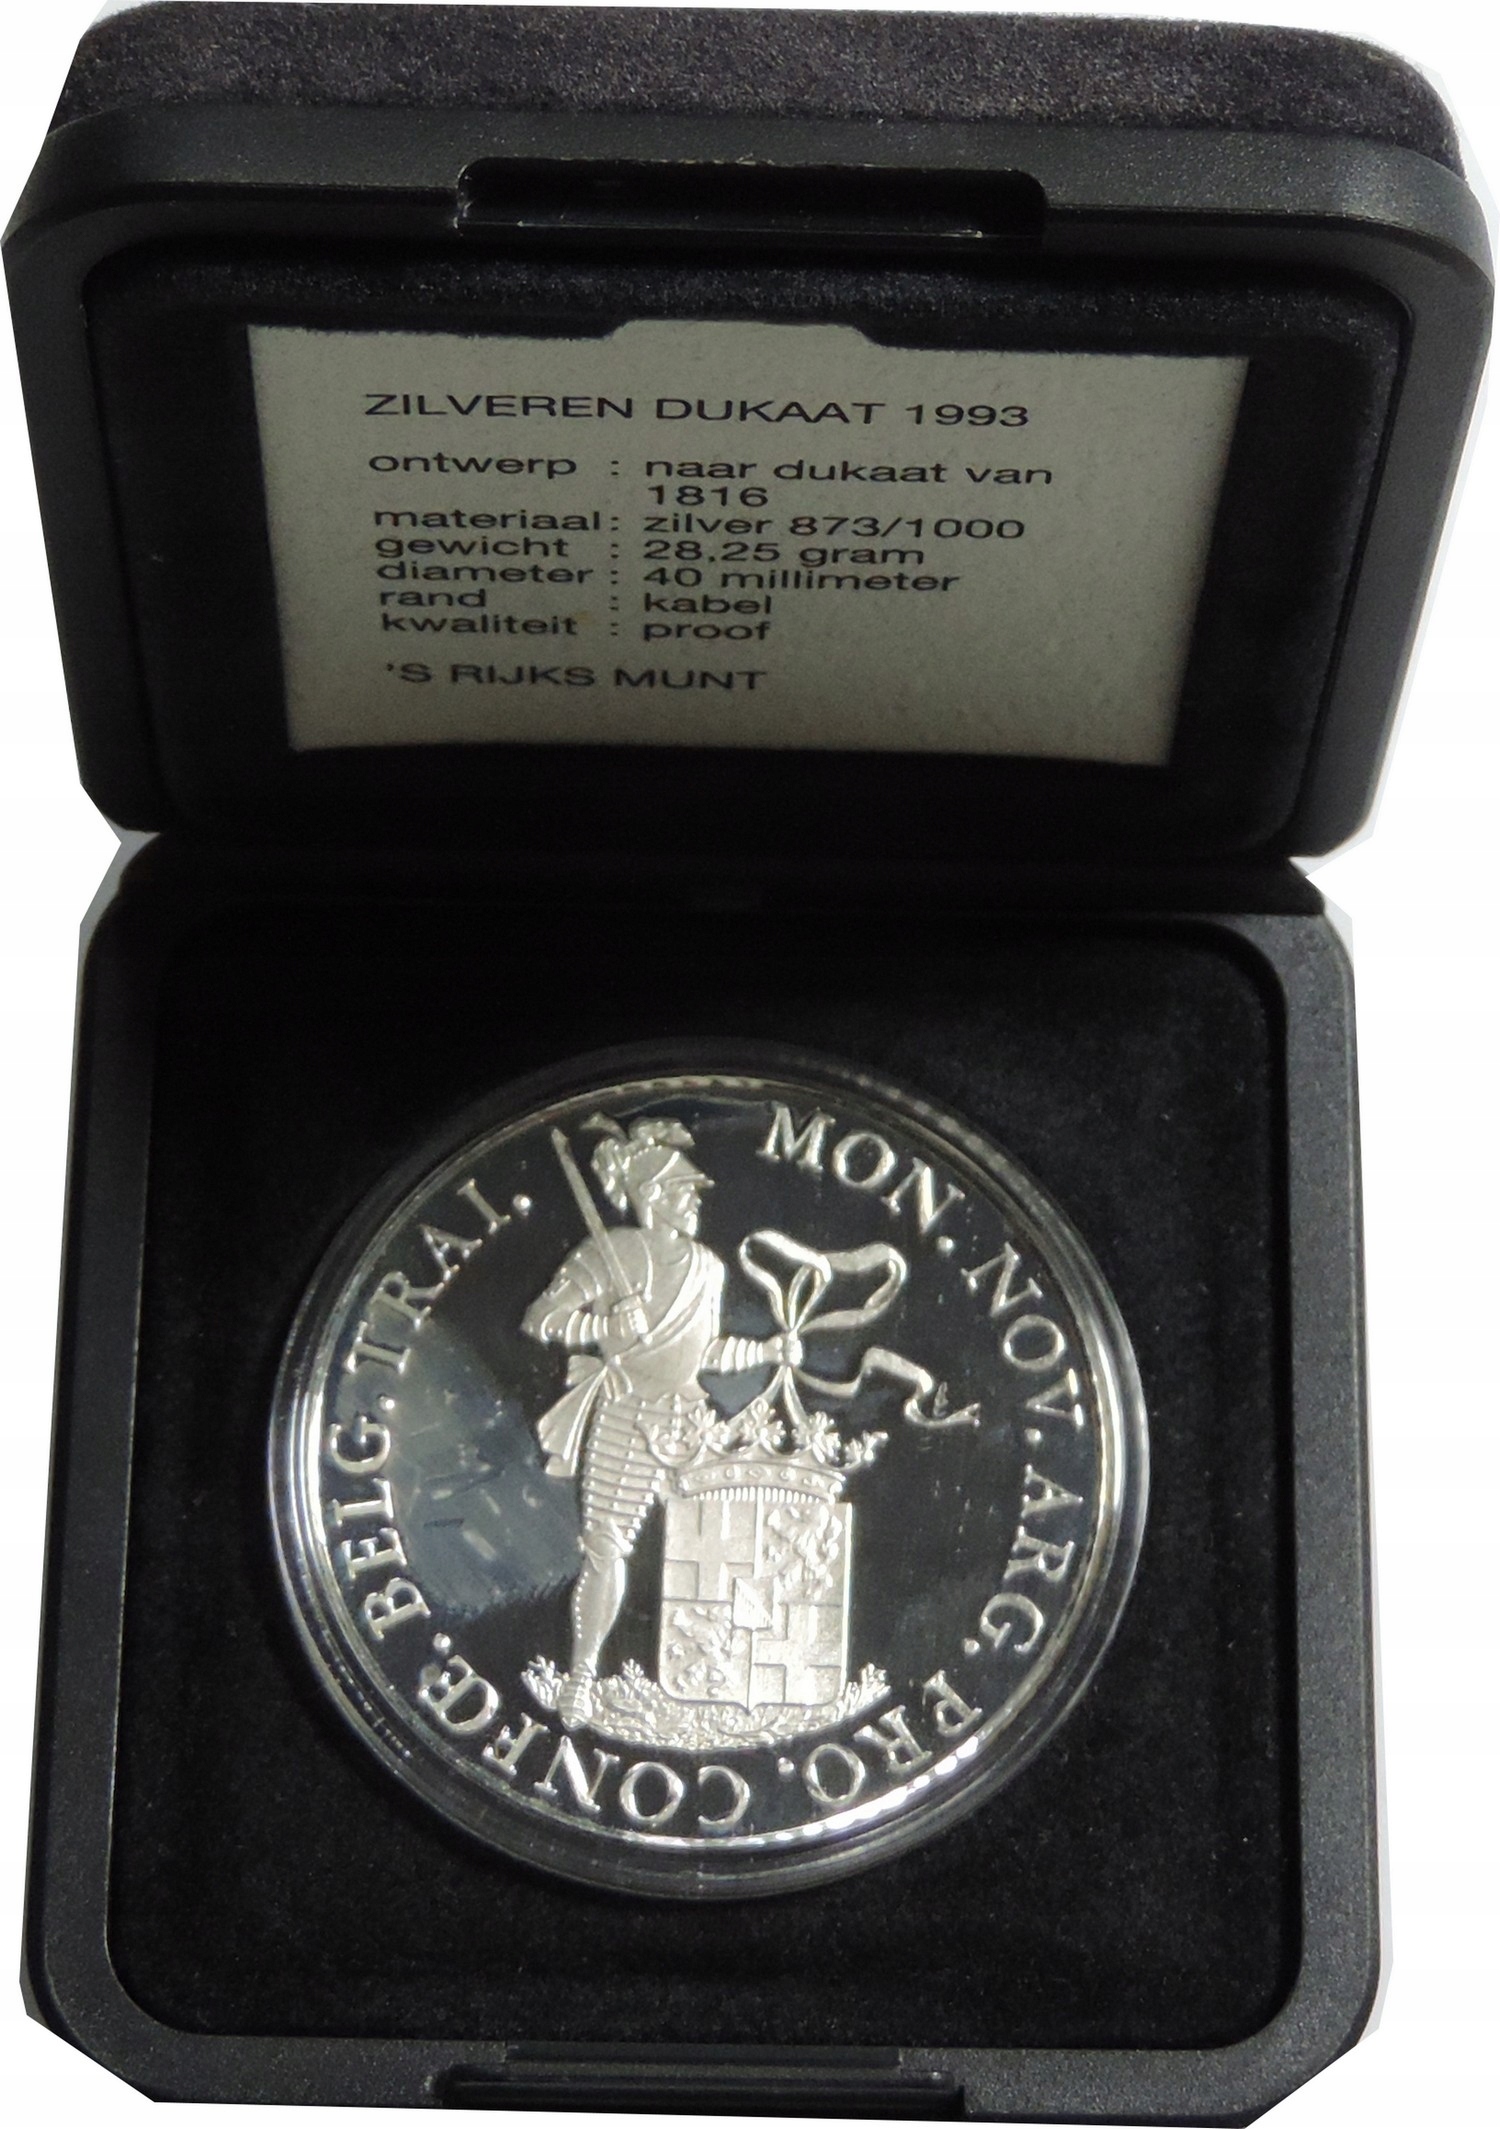 ZILVEREN DUKAAT 1993
ontwerp : naar dukaat van
1816
materiaal : zilver 873/1000
gewicht : 28,25 gram
diameter : 40 millimeter
rand : kabel
kwaliteit : proof
'S RIJKS MUNT
MON. NOV. ARG. PRO. CONFŒ. BELG. TRAI.